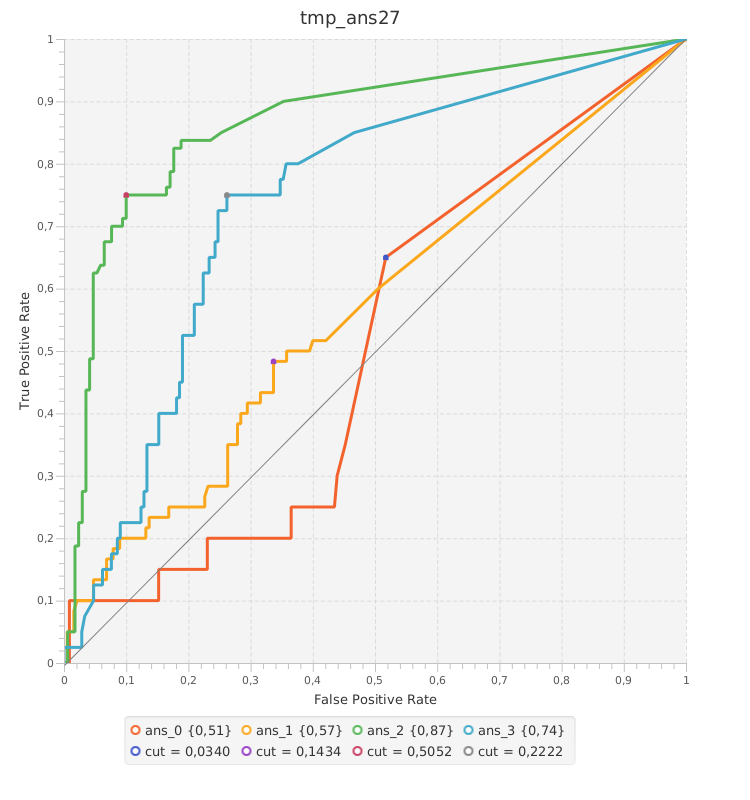 tmp_ans27
1
0,9
0,8
0,7
0,6
0,5
0,4
0,3
0,2
0,1
0
True Positive Rate
0 0,1 0,2 0,3 0,4 0,5 0,6 0,7 0,8 0,9 1
False Positive Rate
ans_0 {0,51} ans_1 {0,57} ans_2 {0,87} ans_3 {0,74}
cut = 0,0340 cut = 0,1434 cut = 0,5052 cut = 0,2222